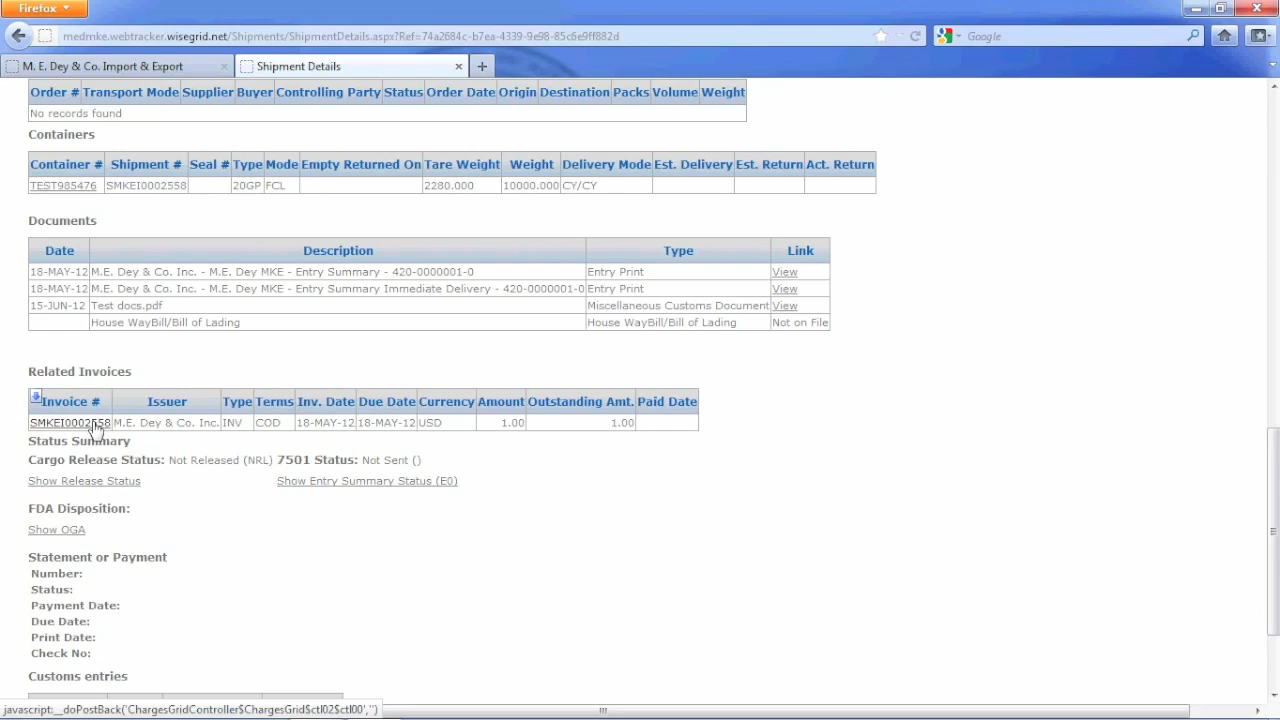 Firefox
medmke.webtracker.wisegrid.net/Shipments/ShipmentDetails.aspx?Ref=74a2684c-b7ea-4339-9e98-85c6e9ff882d
Google
M. E. Dey & Co. Import & Export
Shipment Details
Order # Transport Mode Supplier Buyer Controlling Party Status Order Date Origin Destination Packs Volume Weight
No records found
Containers
Container # Shipment # Seal # Type Mode Empty Returned On Tare Weight Weight Delivery Mode Est. Delivery Est. Return Act. Return
TEST985476 SMKEI0002558 20GP FCL 2280.000 10000.000 CY/CY
Documents
Date Description Type Link
18-MAY-12 M.E. Dey & Co. Inc. - M.E. Dey MKE - Entry Summary - 420-0000001-0 Entry Print View
18-MAY-12 M.E. Dey & Co. Inc. - M.E. Dey MKE - Entry Summary Immediate Delivery - 420-0000001-0 Entry Print View
15-JUN-12 Test docs.pdf Miscellaneous Customs Document View
House WayBill/Bill of Lading House WayBill/Bill of Lading Not on File
Related Invoices
Invoice # Issuer Type Terms Inv. Date Due Date Currency Amount Outstanding Amt. Paid Date
SMKEI0002558 M.E. Dey & Co. Inc. INV COD 18-MAY-12 18-MAY-12 USD 1.00 1.00
Status Summary
Cargo Release Status: Not Released (NRL) 7501 Status: Not Sent ()
Show Release Status Show Entry Summary Status (E0)
FDA Disposition:
Show OGA
Statement or Payment
Number:
Status:
Payment Date:
Due Date:
Print Date:
Check No:
Customs entries
javascript:__doPostBack('ChargesGridController$ChargesGrid$ctl02$ctl00','')